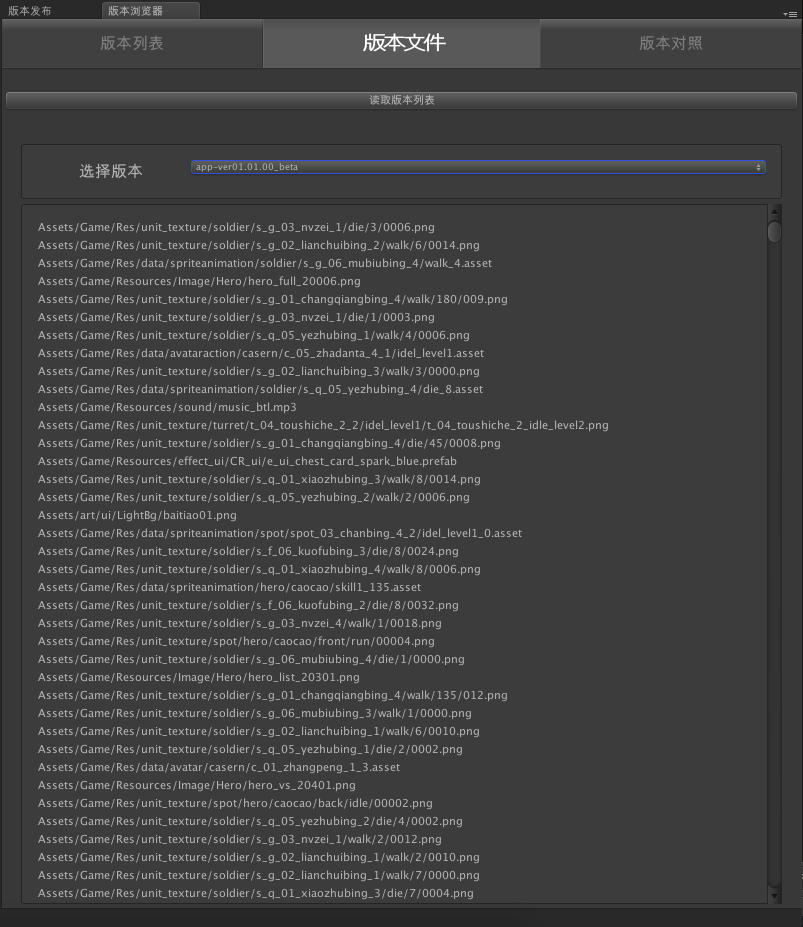 版本发布
版本浏览器
版本列表
版本文件
版本对照
读取版本列表
选择版本
app-ver01.01.00_beta
Assets/Game/Res/unit_texture/soldier/s_g_03_nvzei_1/die/3/0006.png
Assets/Game/Res/unit_texture/soldier/s_g_02_lianchuibing_2/walk/6/0014.png
Assets/Game/Res/data/spriteanimation/soldier/s_g_06_mubiubing_4/walk_4.asset
Assets/Game/Resources/Image/Hero/hero_full_20006.png
Assets/Game/Res/unit_texture/soldier/s_g_01_changqiangbing_4/walk/180/009.png
Assets/Game/Res/unit_texture/soldier/s_g_03_nvzei_1/die/1/0003.png
Assets/Game/Res/unit_texture/soldier/s_q_05_yezhubing_1/walk/4/0006.png
Assets/Game/Res/data/avataraction/casern/c_05_zhadanta_4_1/idel_level1.asset
Assets/Game/Res/unit_texture/soldier/s_g_02_lianchuibing_3/walk/3/0000.png
Assets/Game/Res/data/spriteanimation/soldier/s_q_05_yezhubing_4/die_8.asset
Assets/Game/Resources/sound/music_btl.mp3
Assets/Game/Res/unit_texture/turret/t_04_toushiche_2_2/idel_level1/t_04_toushiche_2_idle_level2.png
Assets/Game/Res/unit_texture/soldier/s_g_01_changqiangbing_4/die/45/0008.png
Assets/Game/Resources/effect_ui/CR_ui/e_ui_chest_card_spark_blue.prefab
Assets/Game/Res/unit_texture/soldier/s_q_01_xiaozhubing_3/walk/8/0014.png
Assets/Game/Res/unit_texture/soldier/s_q_05_yezhubing_2/walk/2/0006.png
Assets/art/ui/LightBg/baitiao01.png
Assets/Game/Res/data/spriteanimation/spot/spot_03_chanbing_4_2/idel_level1_0.asset
Assets/Game/Res/unit_texture/soldier/s_f_06_kuofubing_3/die/8/0024.png
Assets/Game/Res/unit_texture/soldier/s_q_01_xiaozhubing_4/walk/8/0006.png
Assets/Game/Res/data/spriteanimation/hero/caocao/skill1_135.asset
Assets/Game/Res/unit_texture/soldier/s_f_06_kuofubing_2/die/8/0032.png
Assets/Game/Res/unit_texture/soldier/s_g_03_nvzei_4/walk/1/0018.png
Assets/Game/Res/unit_texture/spot/hero/caocao/front/run/00004.png
Assets/Game/Res/unit_texture/soldier/s_g_06_mubiubing_4/die/1/0000.png
Assets/Game/Resources/Image/Hero/hero_list_20301.png
Assets/Game/Res/unit_texture/soldier/s_g_01_changqiangbing_4/walk/135/012.png
Assets/Game/Res/unit_texture/soldier/s_g_06_mubiubing_3/walk/1/0000.png
Assets/Game/Res/unit_texture/soldier/s_g_02_lianchuibing_1/walk/6/0010.png
Assets/Game/Res/unit_texture/soldier/s_q_05_yezhubing_1/die/2/0002.png
Assets/Game/Res/data/avatar/casern/c_01_zhangpeng_1_3.asset
Assets/Game/Resources/Image/Hero/hero_vs_20401.png
Assets/Game/Res/unit_texture/spot/hero/caocao/back/idle/00002.png
Assets/Game/Res/unit_texture/soldier/s_q_05_yezhubing_2/die/4/0002.png
Assets/Game/Res/unit_texture/soldier/s_g_03_nvzei_1/walk/2/0012.png
Assets/Game/Res/unit_texture/soldier/s_g_02_lianchuibing_1/walk/2/0010.png
Assets/Game/Res/unit_texture/soldier/s_g_02_lianchuibing_1/walk/7/0000.png
Assets/Game/Res/unit_texture/soldier/s_q_01_xiaozhubing_3/die/7/0004.png